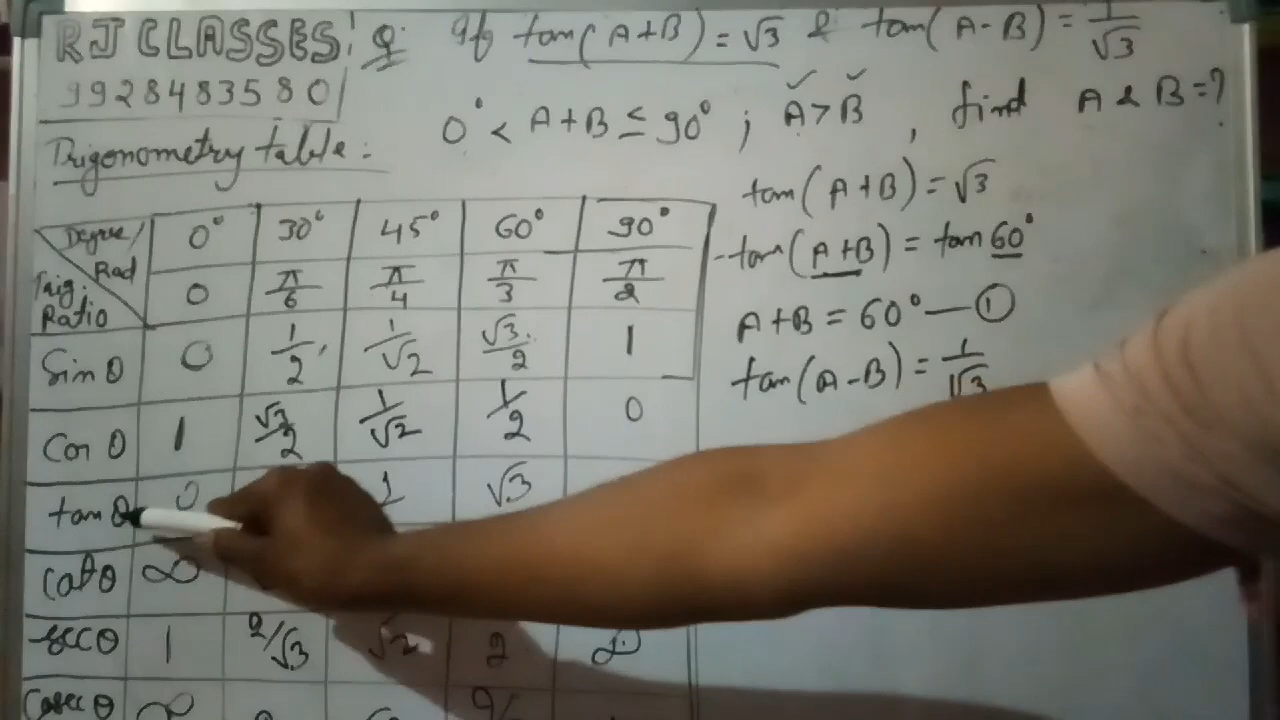 RJ CLASSES! Q. If tan(A+B) = √3 & tan(A-B) = 1/√3
9928483580
0° < A+B ≤ 90° ; A>B , find A & B = ?
Trigonometry table :
Degree/Rad 0° 30° 45° 60° 90°
Trig. Ratio 0 π/6 π/4 π/3 π/2
Sin θ 0 1/2 1/√2 √3/2 1
Cos θ 1 √3/2 1/√2 1/2 0
tan θ 0 1 √3
Cot θ ∞
sec θ 1 2/√3 √2 2 ∞
Cosec θ ∞
tan(A+B) = √3
tan(A+B) = tan 60°
A+B = 60° — ①
tan(A-B) = 1/√3